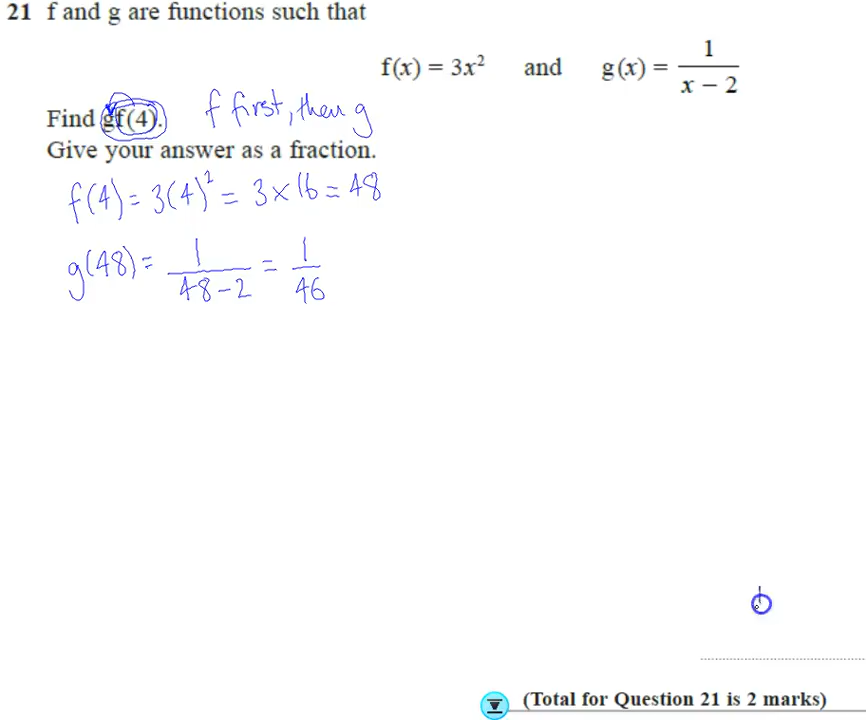 21 f and g are functions such that
f(x) = 3x² and g(x) = 1/(x − 2)
Find gf(4). f first, then g
Give your answer as a fraction.
f(4) = 3(4)² = 3 × 16 = 48
g(48) = 1/(48 − 2) = 1/46
(Total for Question 21 is 2 marks)